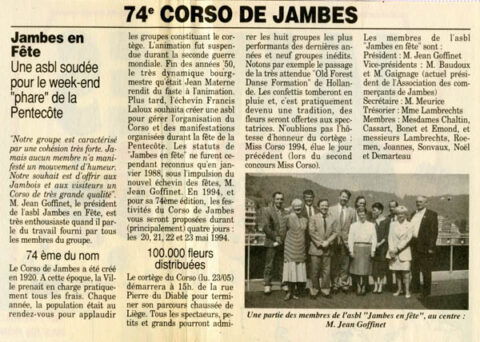 74e CORSO DE JAMBES
Jambes en
Fête
Une asbl soudée
pour le week-end
"phare" de la
Pentecôte
"Notre groupe est caractérisé
par une cohésion très forte. Ja-
mais aucun membre n'a mani-
festé un mouvement d'humeur.
Notre souhait est d'offrir aux
Jambois et aux visiteurs un
Corso de très grande qualité".
M. Jean Goffinet, le président
de l'asbl Jambes en Fête, est
très enthousiaste quand il par-
le du travail fourni par tous
les membres du groupe.
74 ème du nom
Le Corso de Jambes a été créé
en 1920. A cette époque, la Vil-
le prenait en charge pratique-
ment tous les frais. Chaque
année, la population était au
rendez-vous pour applaudir
les groupes constituant le cor-
tège. L'animation fut suspen-
due durant la seconde guerre
mondiale. Fin des années '50,
le très dynamique bourg-
mestre qu'était Jean Materne
rendit du faste à l'animation.
Plus tard, l'échevin Francis
Laloux souhaita créer une asbl
pour gérer l'organisation du
Corso et des manifestations
organisées durant la fête de la
Pentecôte. Les statuts de
"Jambes en fête" ne furent ce-
pendant reconnus qu'en jan-
vier 1988, sous l'impulsion du
nouvel échevin des fêtes, M.
Jean Goffinet. En 1994, et
pour sa 74ème édition, les fes-
tivités du Corso de Jambes
vous seront proposées durant
(principalement) quatre jours :
les 20, 21, 22 et 23 mai 1994.
100.000 fleurs
distribuées
Le cortège du Corso (lu. 23/05)
démarrera à 15h. de la rue
Pierre du Diable pour termi-
ner son parcours chaussée de
Liège. Tous les spectateurs, pe-
tits et grands pourront admi-
rer les huit groupes les plus
performants des dernières an-
nées et neuf groupes inédits.
Notons par exemple le passage
de la très attendue "Old Forest
Danse Formation" de Hollan-
de. Les confettis tomberont en
pluie et, c'est pratiquement
devenu une tradition, des
fleurs seront offertes aux spec-
tatrices. N'oublions pas l'hô-
tesse d'honneur du cortège :
Miss Corso 1994, élue le jour
précédent (lors du second
concours Miss Corso).
Les membres de l'asbl
"Jambes en fête" sont :
Président : M. Jean Goffinet
Vice-présidents : M. Baudoux
et M. Gaignage (actuel prési-
dent de l'Association des com-
merçants de Jambes)
Secrétaire : M. Meurice
Trésorier : Mme Lambrechts
Membres : Mesdames Chaltin,
Cassart, Bonet et Emond, et
messieurs Lambrechts, Roe-
men, Joannes, Sonvaux, Noël
et Demarteau
Une partie des membres de l'asbl "Jambes en fête", au centre :
M. Jean Goffinet